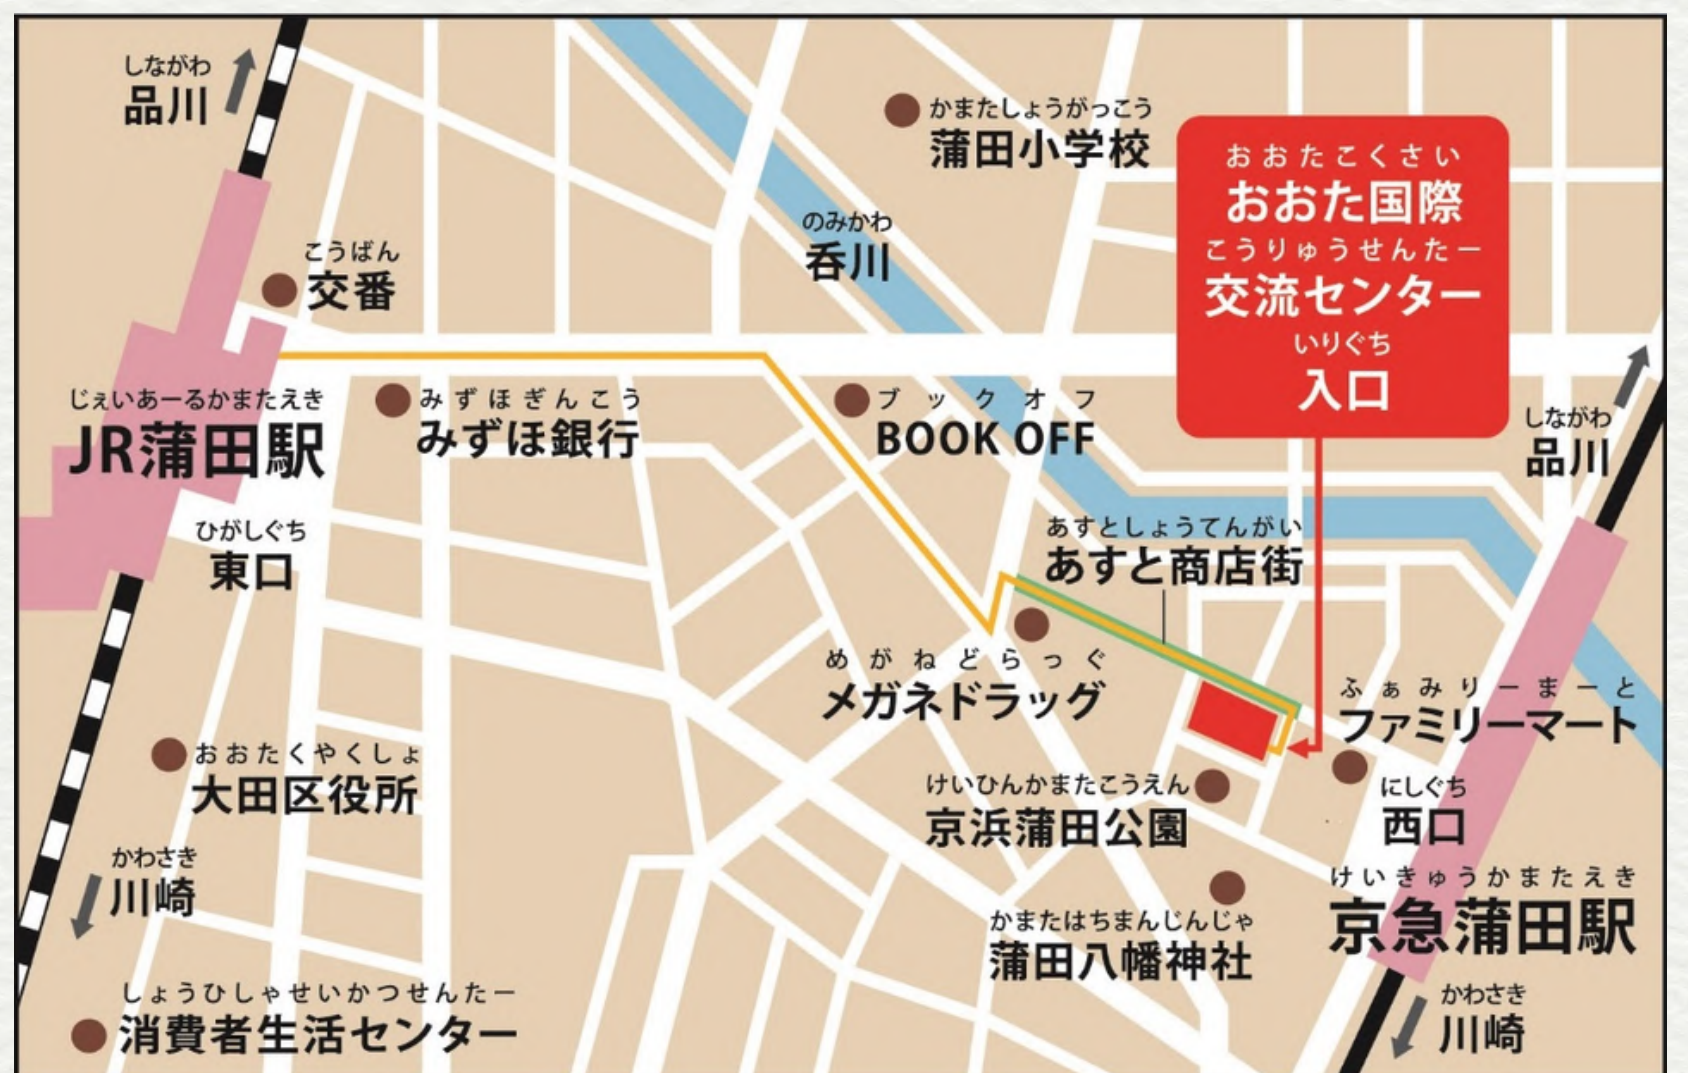 しながわ
品川
かまたしょうがっこう
蒲田小学校
おおたこくさい
おおた国際
こうりゅうせんたー
交流センター
いりぐち
入口
のみかわ
呑川
こうばん
交番
じぇいあーるかまたえき
JR蒲田駅
みずほぎんこう
みずほ銀行
ブックオフ
BOOK OFF
しながわ
品川
ひがしぐち
東口
あすとしょうてんがい
あすと商店街
めがねどらっぐ
メガネドラッグ
ふぁみりーまーと
ファミリーマート
おおたくやくしょ
大田区役所
けいひんかまたこうえん
京浜蒲田公園
にしぐち
西口
かわさき
川崎
けいきゅうかまたえき
京急蒲田駅
かまたはちまんじんじゃ
蒲田八幡神社
しょうひしゃせいかつせんたー
消費者生活センター
かわさき
川崎